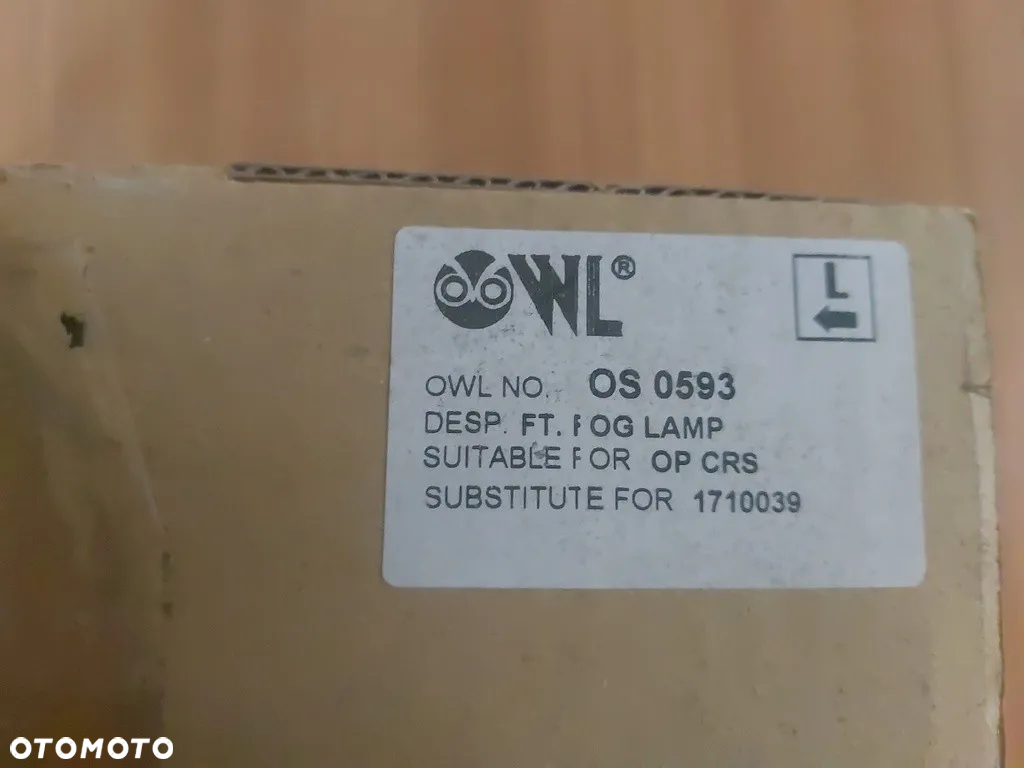 OWL®
L
OWL NO. OS 0593
DESP. FT. FOG LAMP
SUITABLE FOR OP CRS
SUBSTITUTE FOR 1710039
OTOMOTO